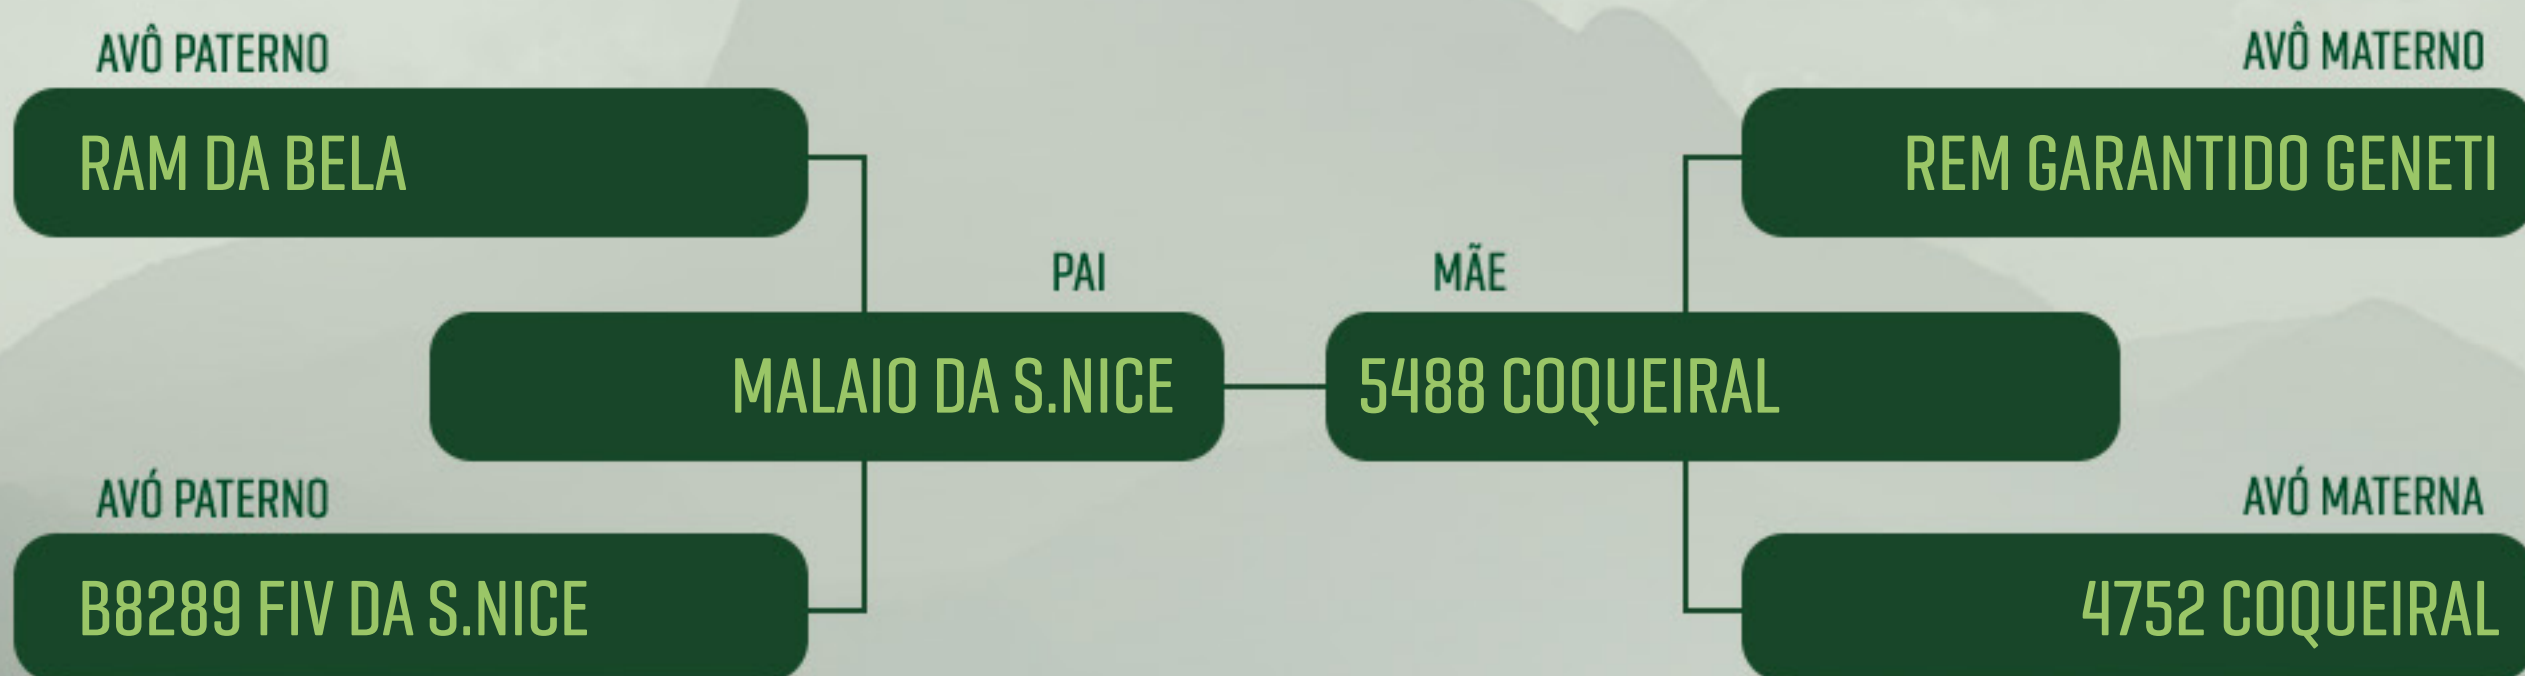 AVÔ PATERNO
RAM DA BELA
AVÔ MATERNO
REM GARANTIDO GENETI
PAI
MALAIO DA S.NICE
MÃE
5488 COQUEIRAL
AVÓ PATERNO
B8289 FIV DA S.NICE
AVÓ MATERNA
4752 COQUEIRAL